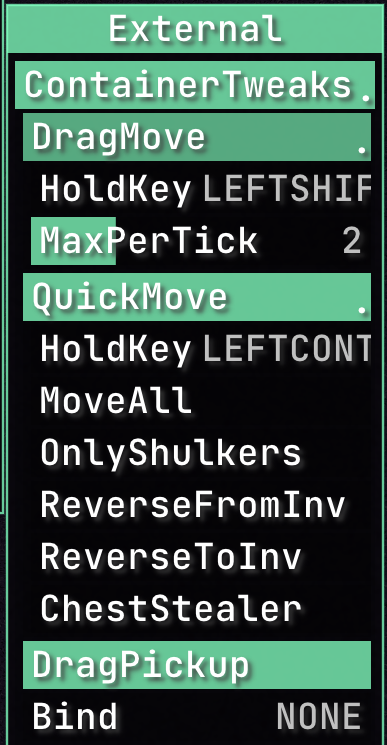 External
ContainerTweaks.
DragMove .
HoldKey LEFTSHIF
MaxPerTick 2
QuickMove .
HoldKey LEFTCONT
MoveAll
OnlyShulkers
ReverseFromInv
ReverseToInv
ChestStealer
DragPickup
Bind NONE